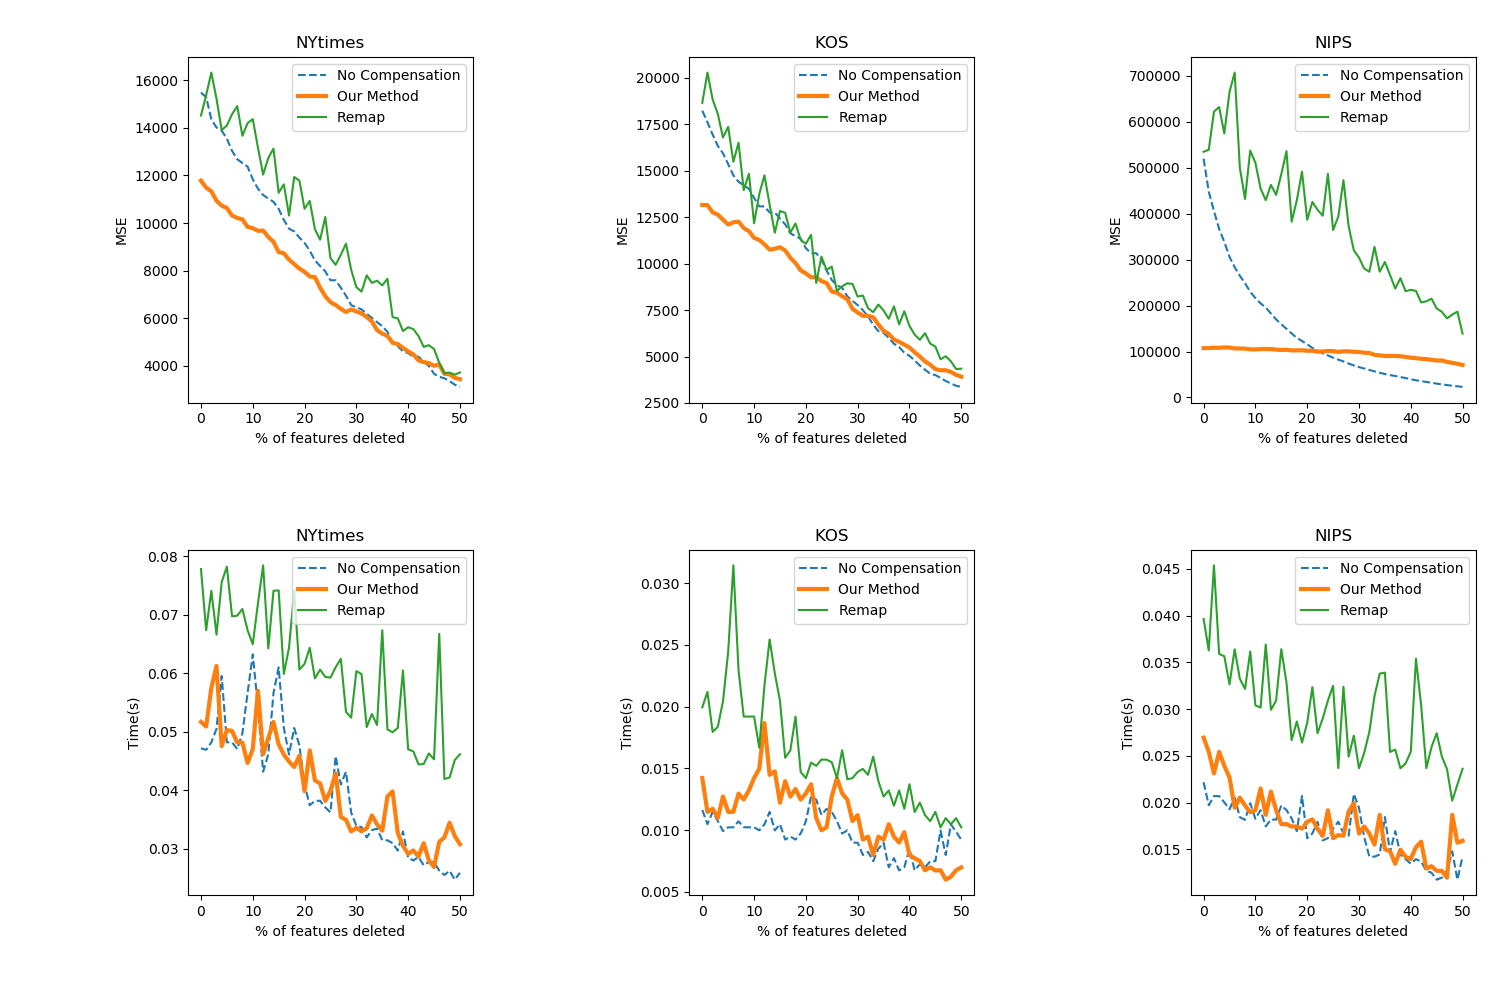 NYtimes
16000
14000
12000
10000
8000
6000
4000
MSE
No Compensation
Our Method
Remap
0 10 20 30 40 50
% of features deleted
KOS
20000
17500
15000
12500
10000
7500
5000
2500
MSE
No Compensation
Our Method
Remap
0 10 20 30 40 50
% of features deleted
NIPS
700000
600000
500000
400000
300000
200000
100000
0
MSE
No Compensation
Our Method
Remap
0 10 20 30 40 50
% of features deleted
NYtimes
0.08
0.07
0.06
0.05
0.04
0.03
Time(s)
No Compensation
Our Method
Remap
0 10 20 30 40 50
% of features deleted
KOS
0.030
0.025
0.020
0.015
0.010
0.005
Time(s)
No Compensation
Our Method
Remap
0 10 20 30 40 50
% of features deleted
NIPS
0.045
0.040
0.035
0.030
0.025
0.020
0.015
Time(s)
No Compensation
Our Method
Remap
0 10 20 30 40 50
% of features deleted